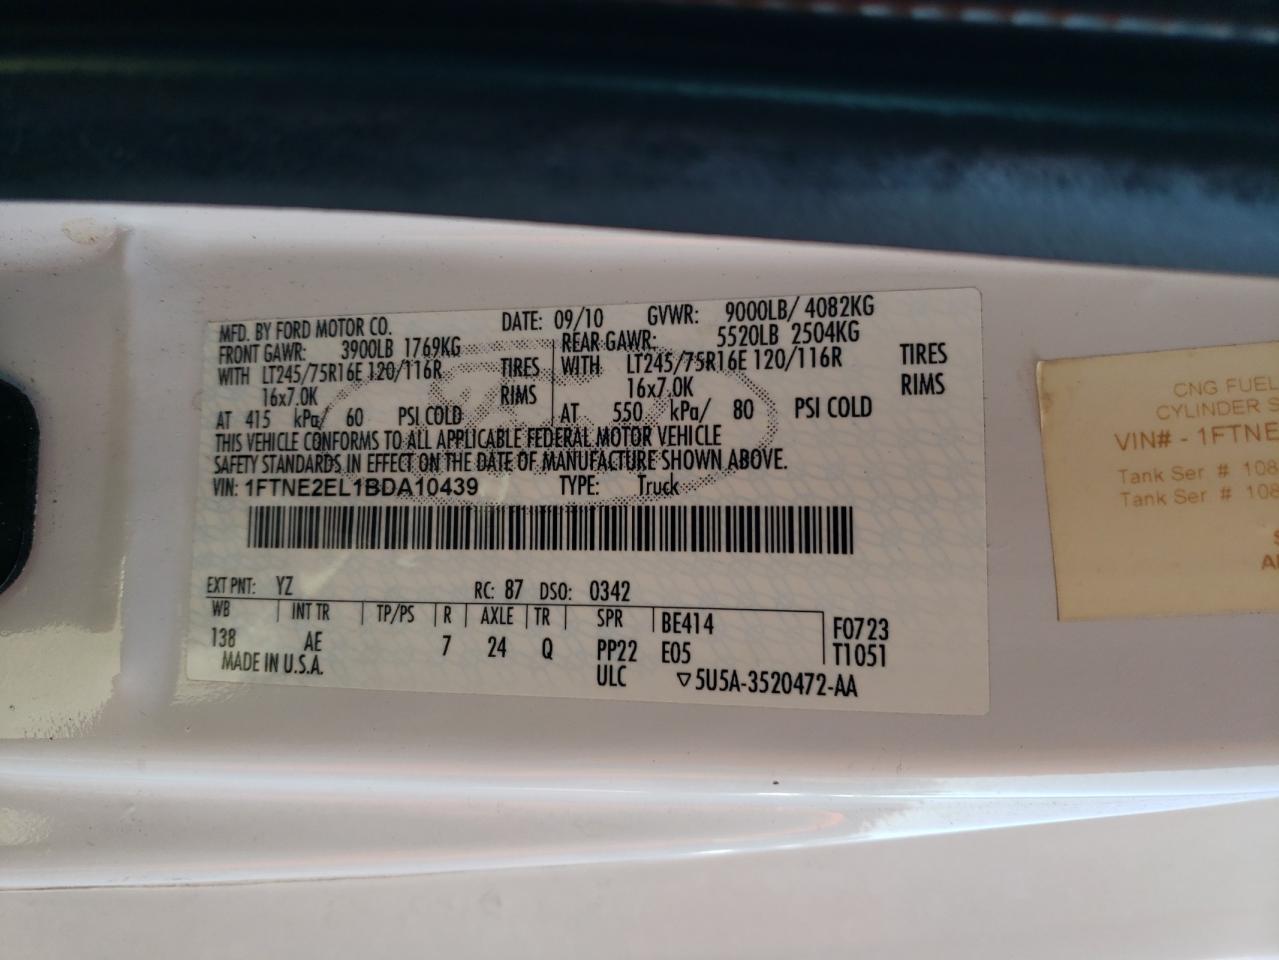 MFD. BY FORD MOTOR CO. DATE: 09/10 GVWR: 9000LB/ 4082KG
FRONT GAWR: 3900LB 1769KG REAR GAWR: 5520LB 2504KG
WITH LT245/75R16E 120/116R TIRES WITH LT245/75R16E 120/116R TIRES
16x7.0K RIMS 16x7.0K RIMS
AT 415 kPa/ 60 PSI COLD AT 550 kPa/ 80 PSI COLD
THIS VEHICLE CONFORMS TO ALL APPLICABLE FEDERAL MOTOR VEHICLE
SAFETY STANDARDS IN EFFECT ON THE DATE OF MANUFACTURE SHOWN ABOVE.
VIN: 1FTNE2EL1BDA10439 TYPE: Truck
EXT PNT: YZ RC: 87 DSO: 0342
WB INT TR TP/PS R AXLE TR SPR BE414 F0723
138 AE 7 24 Q PP22 E05 T1051
MADE IN U.S.A. ULC ▽5U5A-3520472-AA
CNG FUEL
CYLINDER S
VIN# - 1FTNE
Tank Ser # 108
Tank Ser # 108